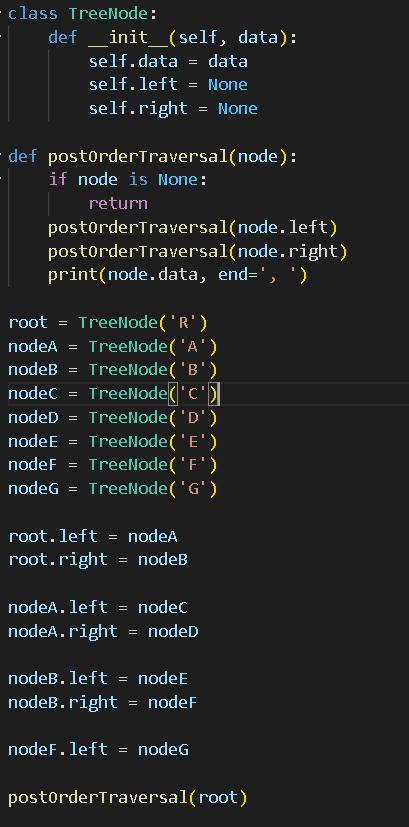 class TreeNode:
    def __init__(self, data):
        self.data = data
        self.left = None
        self.right = None

def postOrderTraversal(node):
    if node is None:
        return
    postOrderTraversal(node.left)
    postOrderTraversal(node.right)
    print(node.data, end=', ')

root = TreeNode('R')
nodeA = TreeNode('A')
nodeB = TreeNode('B')
nodeC = TreeNode('C')
nodeD = TreeNode('D')
nodeE = TreeNode('E')
nodeF = TreeNode('F')
nodeG = TreeNode('G')

root.left = nodeA
root.right = nodeB

nodeA.left = nodeC
nodeA.right = nodeD

nodeB.left = nodeE
nodeB.right = nodeF

nodeF.left = nodeG

postOrderTraversal(root)